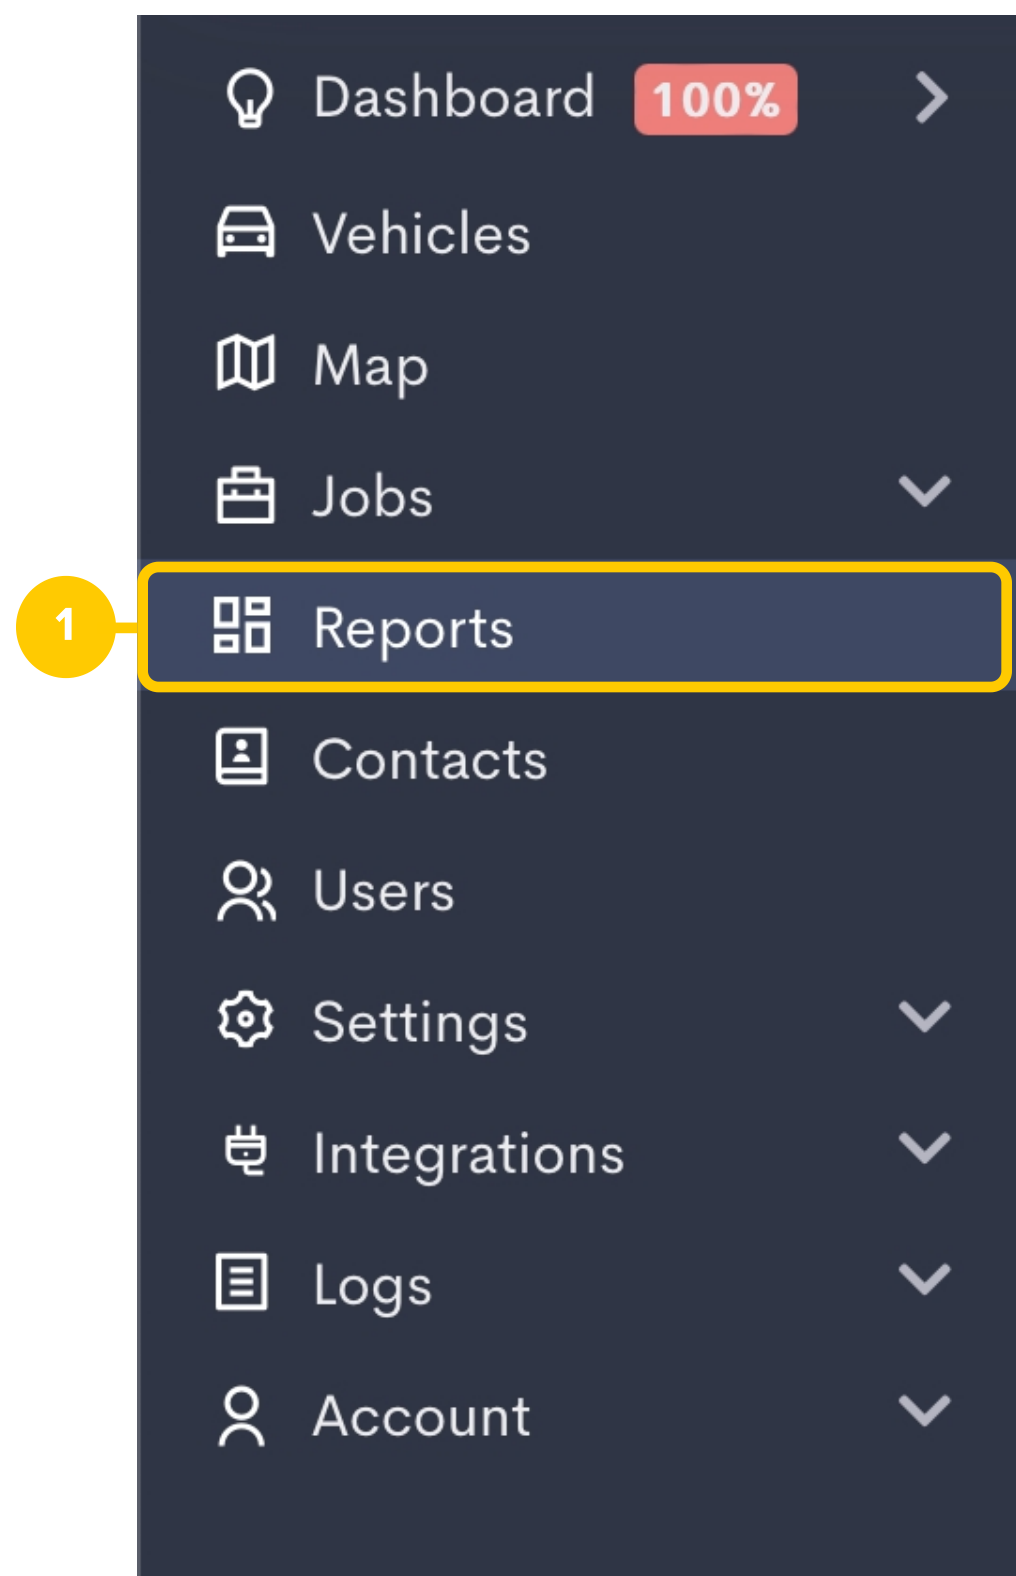 Dashboard 100%
Vehicles
Map
Jobs
1 Reports
Contacts
Users
Settings
Integrations
Logs
Account